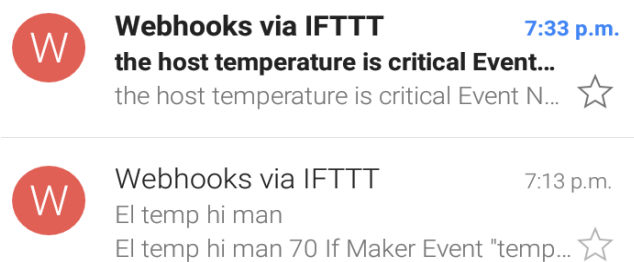 W
Webhooks via IFTTT
7:33 p.m.
the host temperature is critical Event...
the host temperature is critical Event N...
W
Webhooks via IFTTT
7:13 p.m.
El temp hi man
El temp hi man 70 If Maker Event "temp...